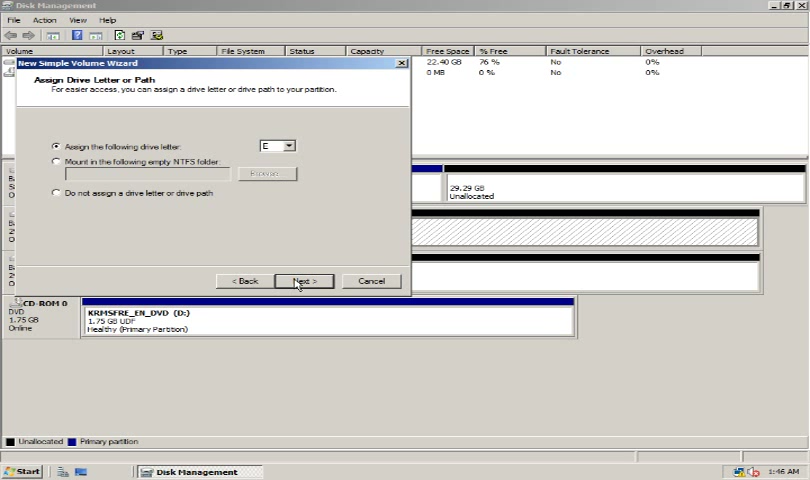 Disk Management
File Action View Help
Volume Layout Type File System Status Capacity Free Space % Free Fault Tolerance Overhead
22.40 GB 76 % No 0%
0 MB 0 % No 0%
New Simple Volume Wizard
Assign Drive Letter or Path
For easier access, you can assign a drive letter or drive path to your partition.
Assign the following drive letter: E
Mount in the following empty NTFS folder:
Browse...
Do not assign a drive letter or drive path
< Back Next > Cancel
29.29 GB
Unallocated
CD-ROM 0
DVD
1.75 GB
Online
KRMSFRE_EN_DVD (D:)
1.75 GB UDF
Healthy (Primary Partition)
Unallocated Primary partition
Start Disk Management 1:46 AM